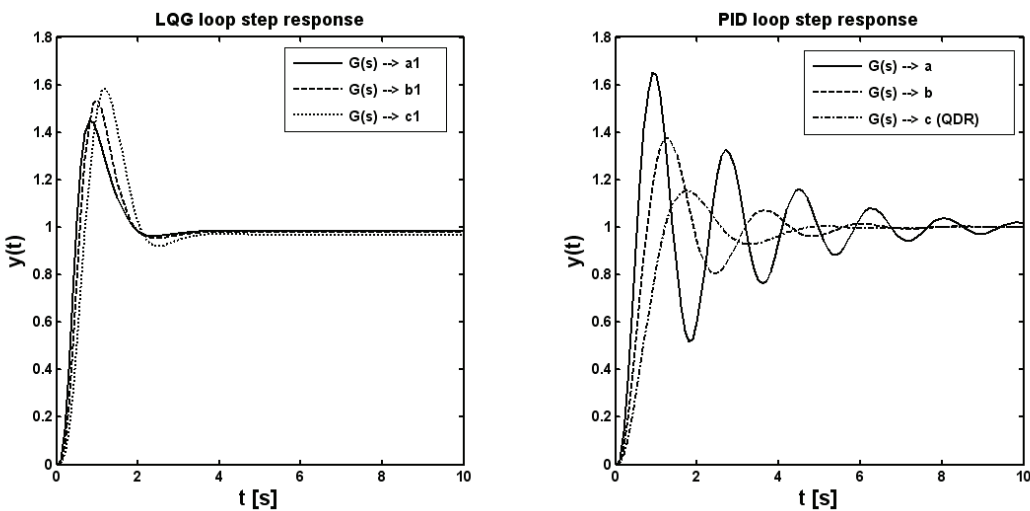 LQG loop step response
1.8
1.6
1.4
1.2
1
0.8
0.6
0.4
0.2
0
0
2
4
6
8
10
y(t)
t [s]
G(s) --> a1
G(s) --> b1
G(s) --> c1
PID loop step response
1.8
1.6
1.4
1.2
1
0.8
0.6
0.4
0.2
0
0
2
4
6
8
10
y(t)
t [s]
G(s) --> a
G(s) --> b
G(s) --> c (QDR)